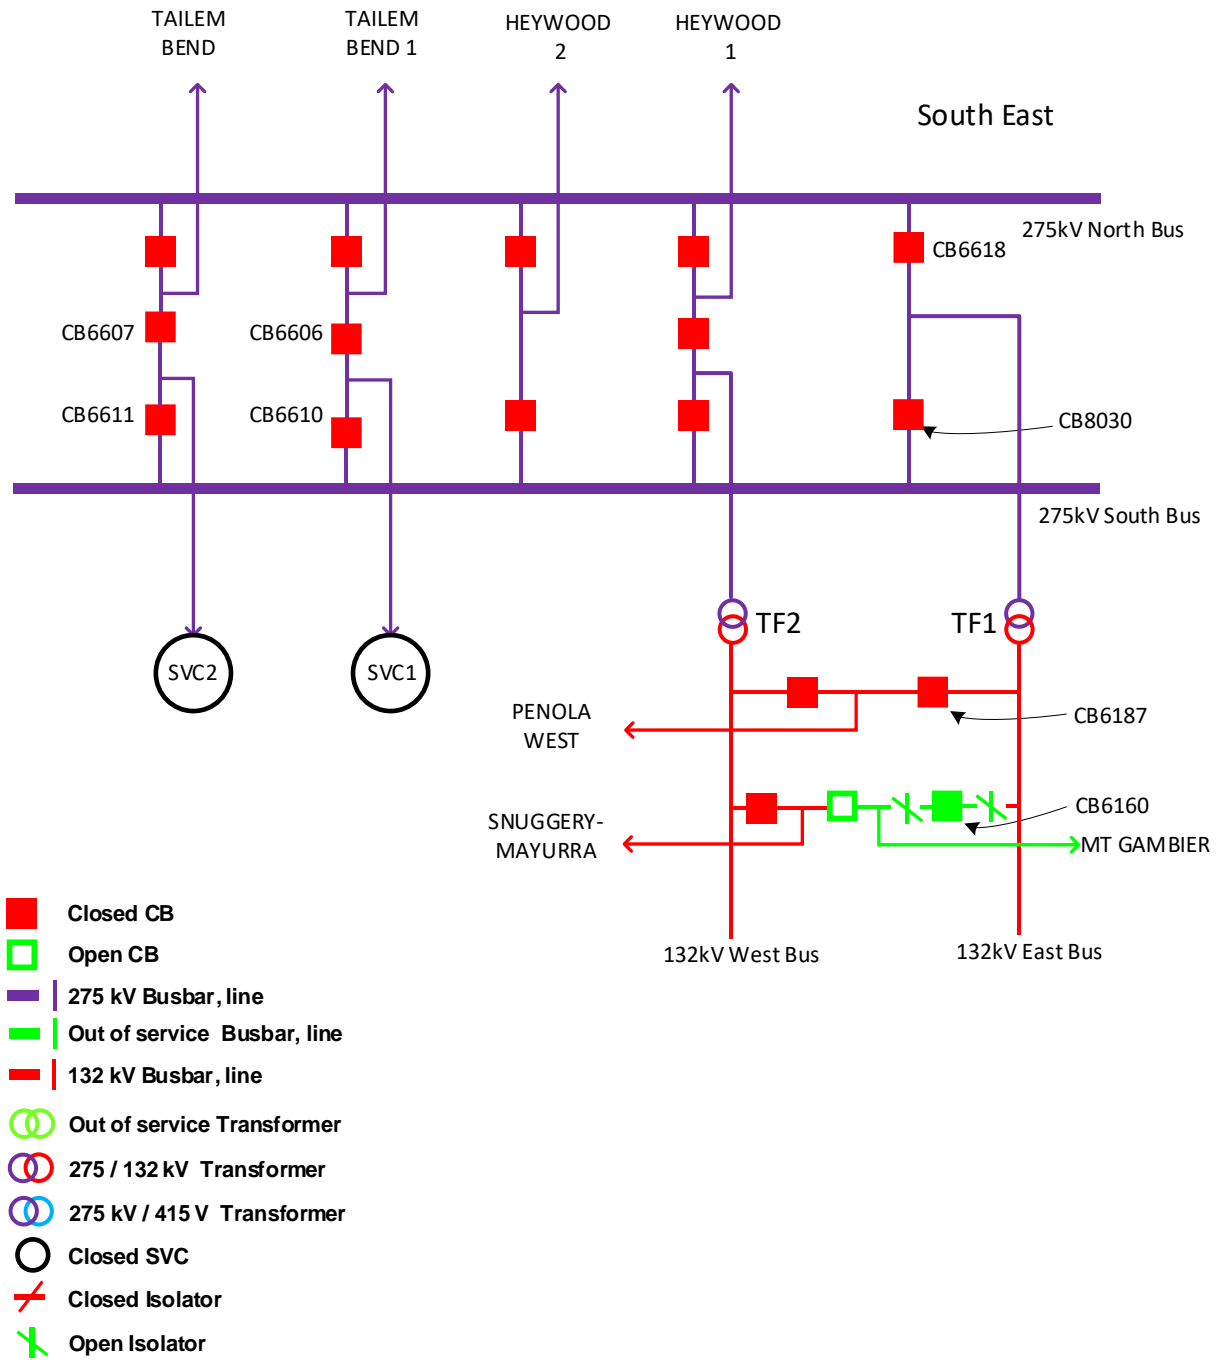 TAILEM
BEND
TAILEM
BEND 1
HEYWOOD
2
HEYWOOD
1
South East
275kV North Bus
CB6618
CB6607
CB6606
CB6611
CB6610
CB8030
275kV South Bus
TF2
TF1
SVC2
SVC1
PENOLA
WEST
CB6187
SNUGGERY-
MAYURRA
CB6160
MT GAMBIER
132kV West Bus
132kV East Bus
Closed CB
Open CB
275 kV Busbar, line
Out of service Busbar, line
132 kV Busbar, line
Out of service Transformer
275 / 132 kV Transformer
275 kV / 415 V Transformer
Closed SVC
Closed Isolator
Open Isolator